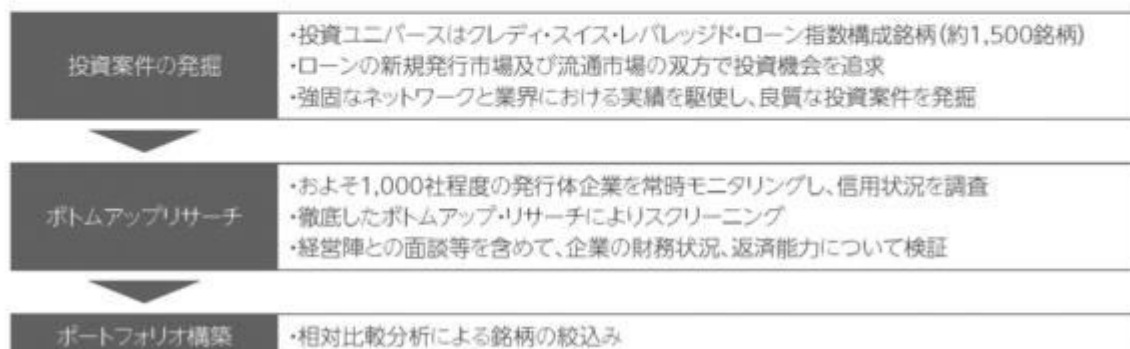 投資案件の発掘
・投資ユニバースはクレディ・スイス・レバレッジド・ローン指数構成銘柄(約1,500銘柄)
・ローンの新規発行市場及び流通市場の双方で投資機会を追求
・強固なネットワークと業界における実績を駆使し、良質な投資案件を発掘
ボトムアップリサーチ
・およそ1,000社程度の発行体企業を常時モニタリングし、信用状況を調査
・徹底したボトムアップ・リサーチによりスクリーニング
・経営陣との面談等を含めて、企業の財務状況、返済能力について検証
ポートフォリオ構築
・相対比較分析による銘柄の絞込み